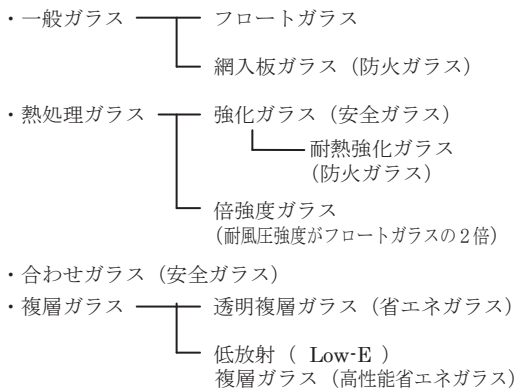 ・一般ガラス フロートガラス
網入板ガラス（防火ガラス）
・熱処理ガラス 強化ガラス（安全ガラス）
耐熱強化ガラス
（防火ガラス）
倍強度ガラス
（耐風圧強度がフロートガラスの２倍）
・合わせガラス（安全ガラス）
・複層ガラス 透明複層ガラス（省エネガラス）
低放射（ Low-E ）
複層ガラス（高性能省エネガラス）